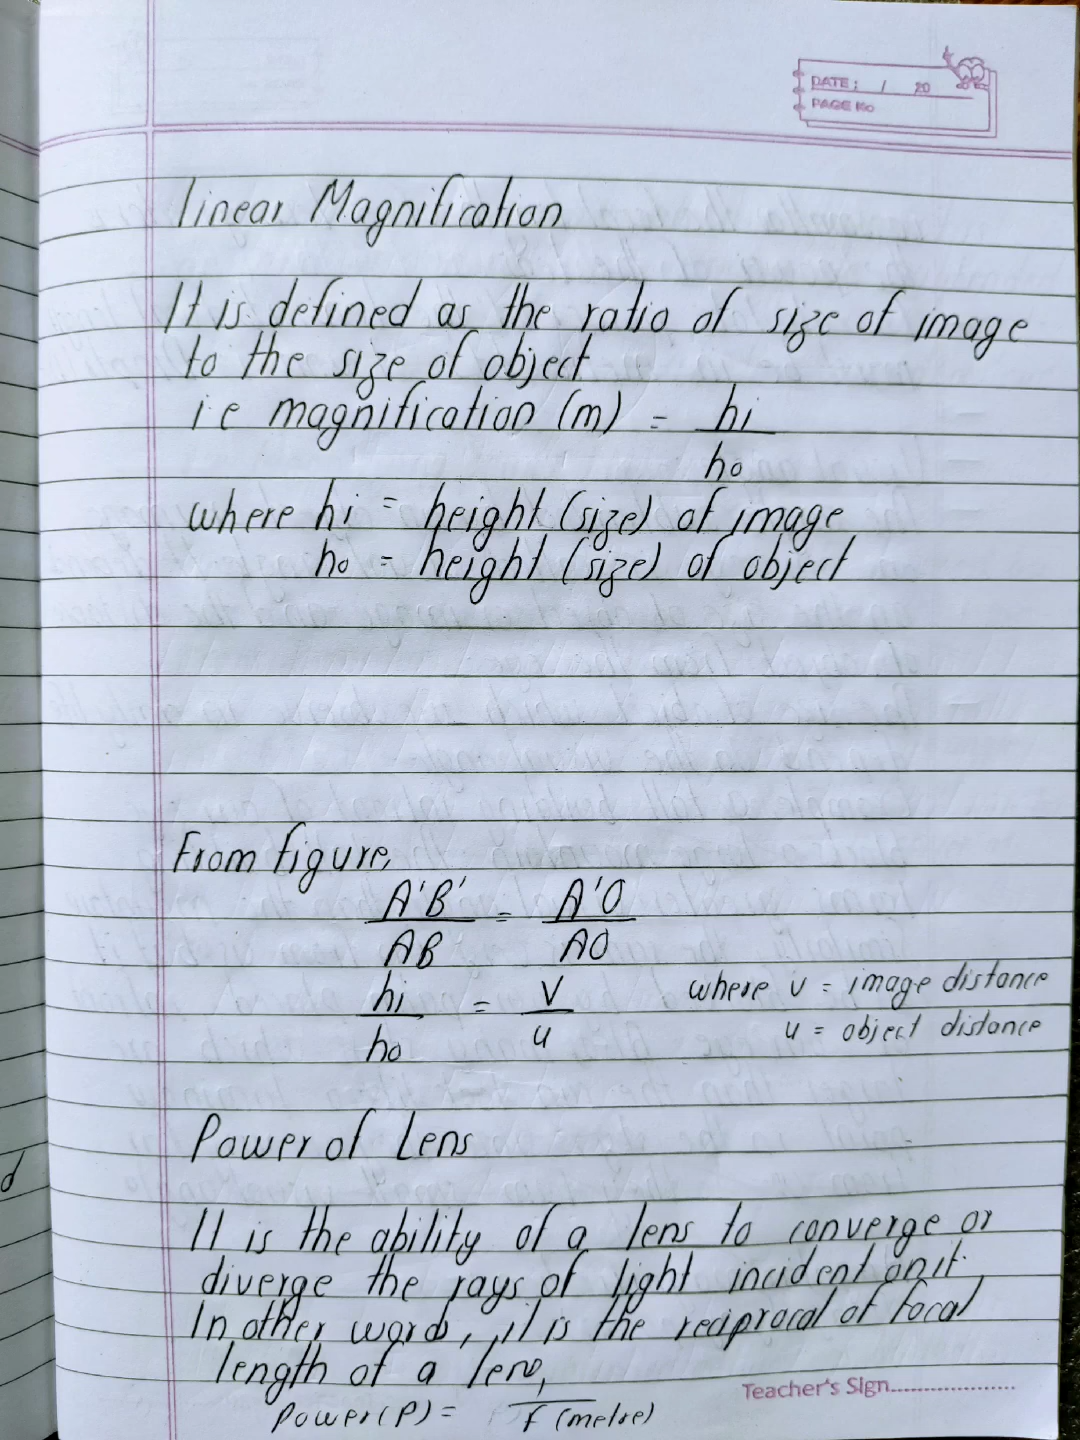 DATE: / 20
PAGE No
linear Magnification
It is defined as the ratio of size of image
to the size of object
i e magnification (m) = hi
ho
where hi = height (size) of image
ho = height (size) of object
From figure,
A'B' = A'O
AB AO
hi = v where v = image distance
ho u u = object distance
Power of Lens
It is the ability of a lens to converge or
diverge the rays of light incident on it.
In other words, it is the reciprocal of focal
length of a lens,
Power (P) = f (metre)
Teacher's Sign....................
d